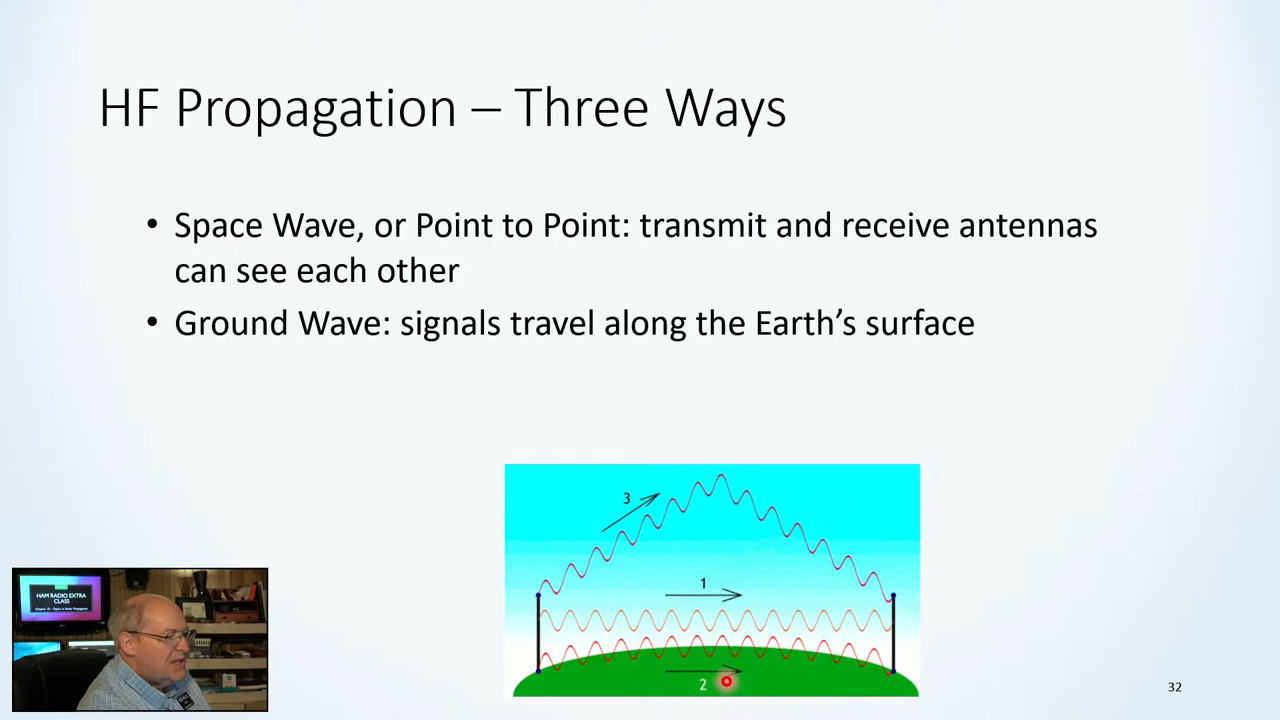 HF Propagation – Three Ways
• Space Wave, or Point to Point: transmit and receive antennas
can see each other
• Ground Wave: signals travel along the Earth’s surface
3
1
2
HAM RADIO EXTRA
CLASS
32